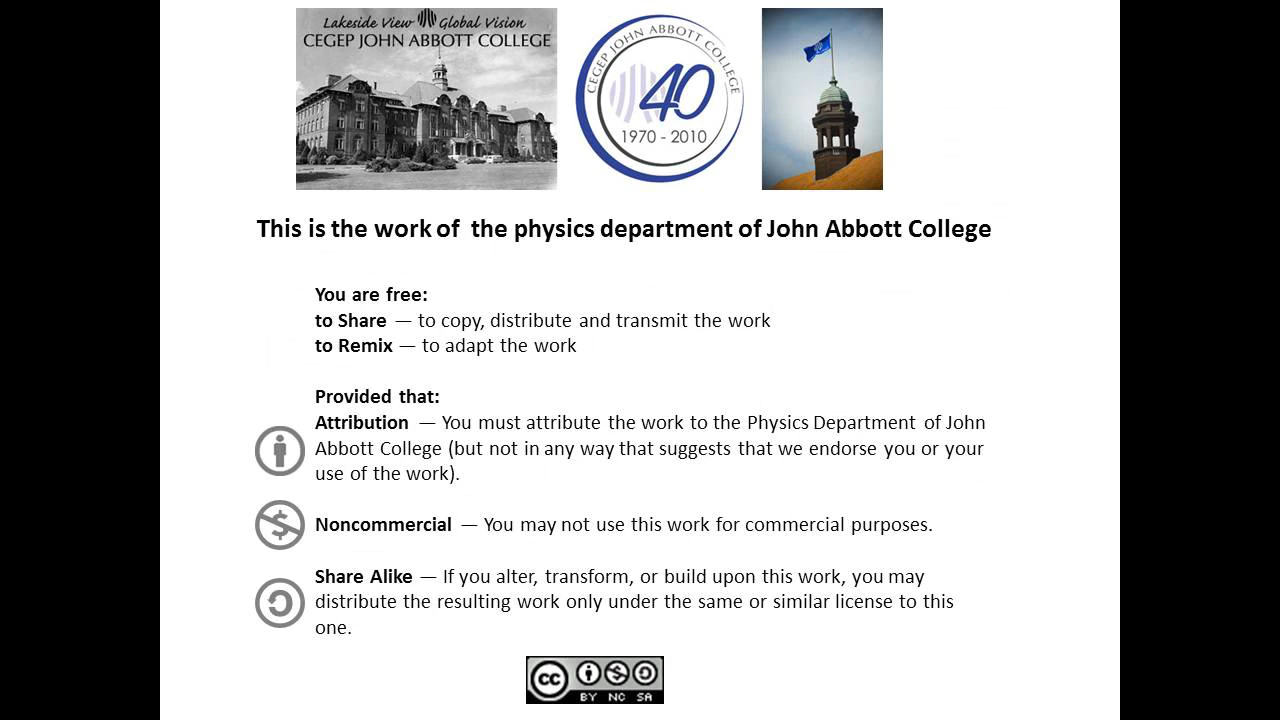 Lakeside View Global Vision
CEGEP JOHN ABBOTT COLLEGE
CEGEP JOHN ABBOTT COLLEGE
40
1970 - 2010
This is the work of the physics department of John Abbott College
You are free:
to Share — to copy, distribute and transmit the work
to Remix — to adapt the work
Provided that:
Attribution — You must attribute the work to the Physics Department of John
Abbott College (but not in any way that suggests that we endorse you or your
use of the work).
$
Noncommercial — You may not use this work for commercial purposes.
Share Alike — If you alter, transform, or build upon this work, you may
distribute the resulting work only under the same or similar license to this
one.
cc $
BY NC SA